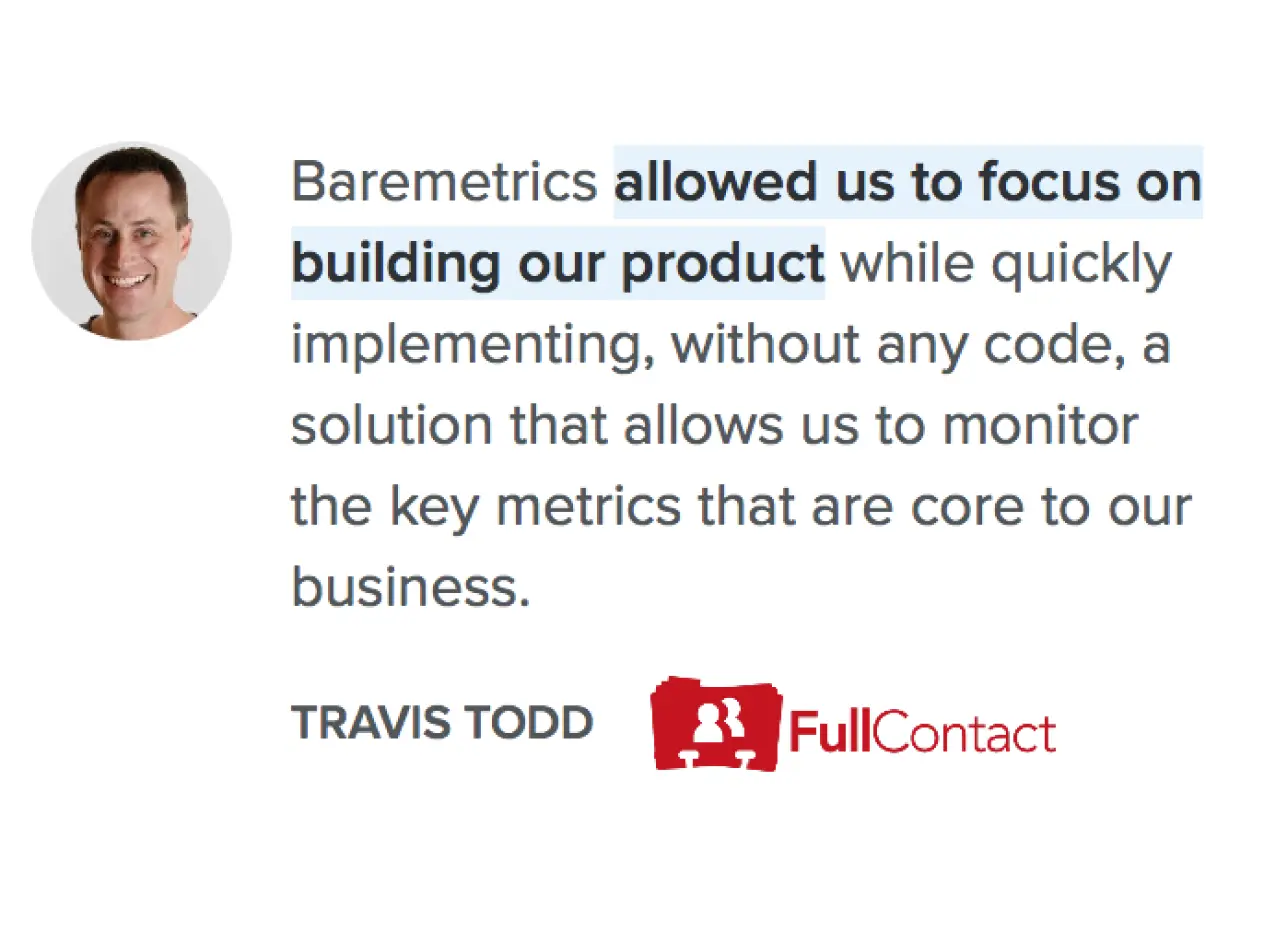 Baremetrics allowed us to focus on
building our product while quickly
implementing, without any code, a
solution that allows us to monitor
the key metrics that are core to our
business.
TRAVIS TODD FullContact